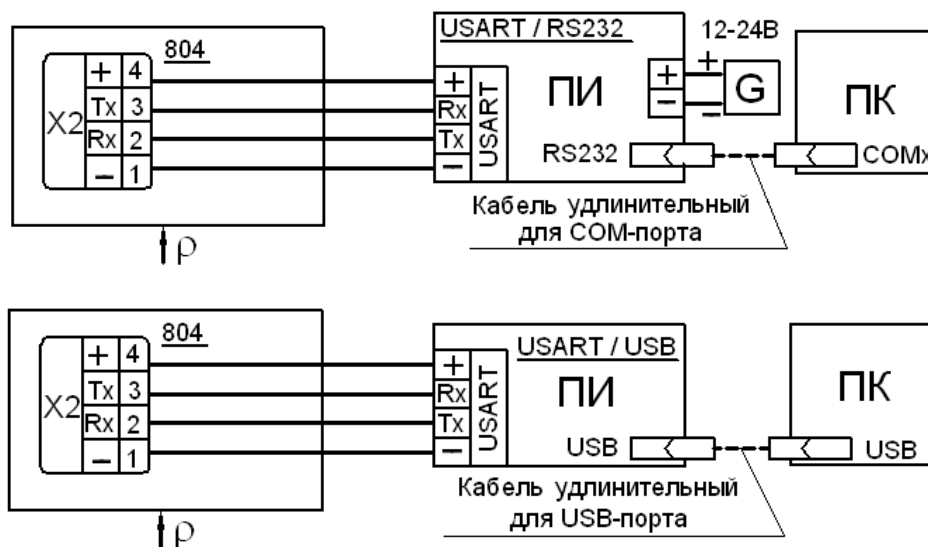 804
X2
+ 4
Tx 3
Rx 2
– 1
ρ
USART / RS232
+
Rx
Tx
–
USART
ПИ
RS232
12-24В
+
–
+
–
G
ПК
COMx
Кабель удлинительный
для COM-порта
804
X2
+ 4
Tx 3
Rx 2
– 1
ρ
USART / USB
+
Rx
Tx
–
USART
ПИ
USB
ПК
USB
Кабель удлинительный
для USB-порта